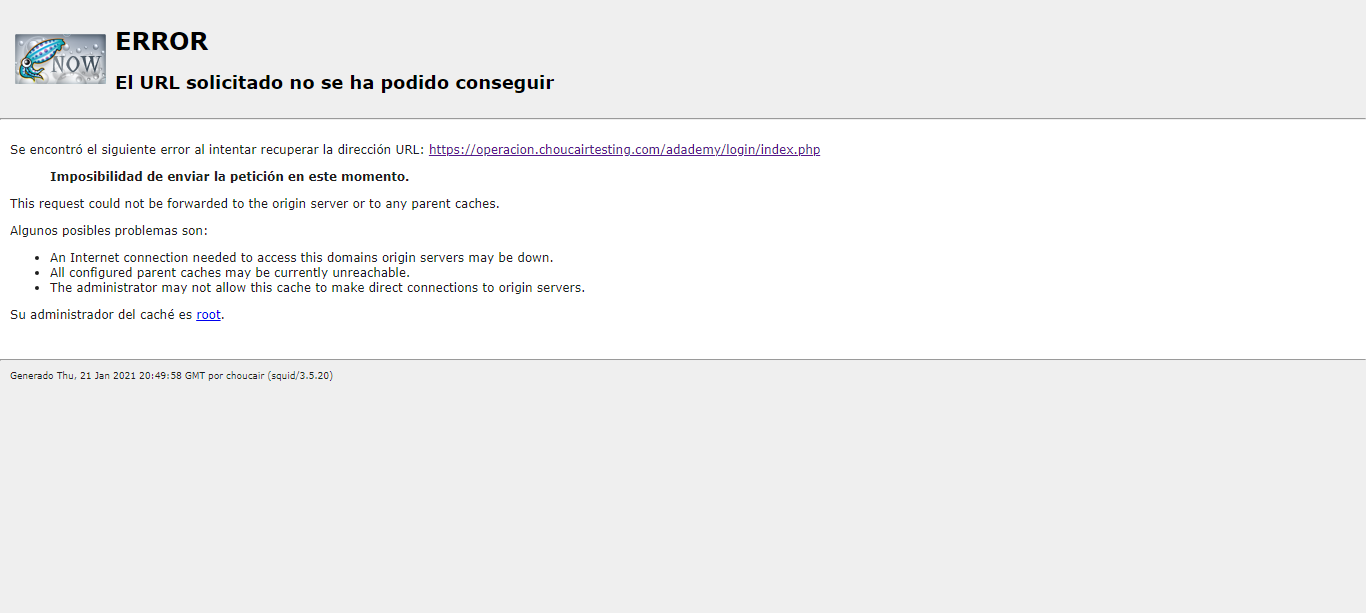 NOW
ERROR
El URL solicitado no se ha podido conseguir
Se encontró el siguiente error al intentar recuperar la dirección URL: https://operacion.choucairtesting.com/adademy/login/index.php
Imposibilidad de enviar la petición en este momento.
This request could not be forwarded to the origin server or to any parent caches.
Algunos posibles problemas son:
• An Internet connection needed to access this domains origin servers may be down.
• All configured parent caches may be currently unreachable.
• The administrator may not allow this cache to make direct connections to origin servers.
Su administrador del caché es root.
Generado Thu, 21 Jan 2021 20:49:58 GMT por choucair (squid/3.5.20)